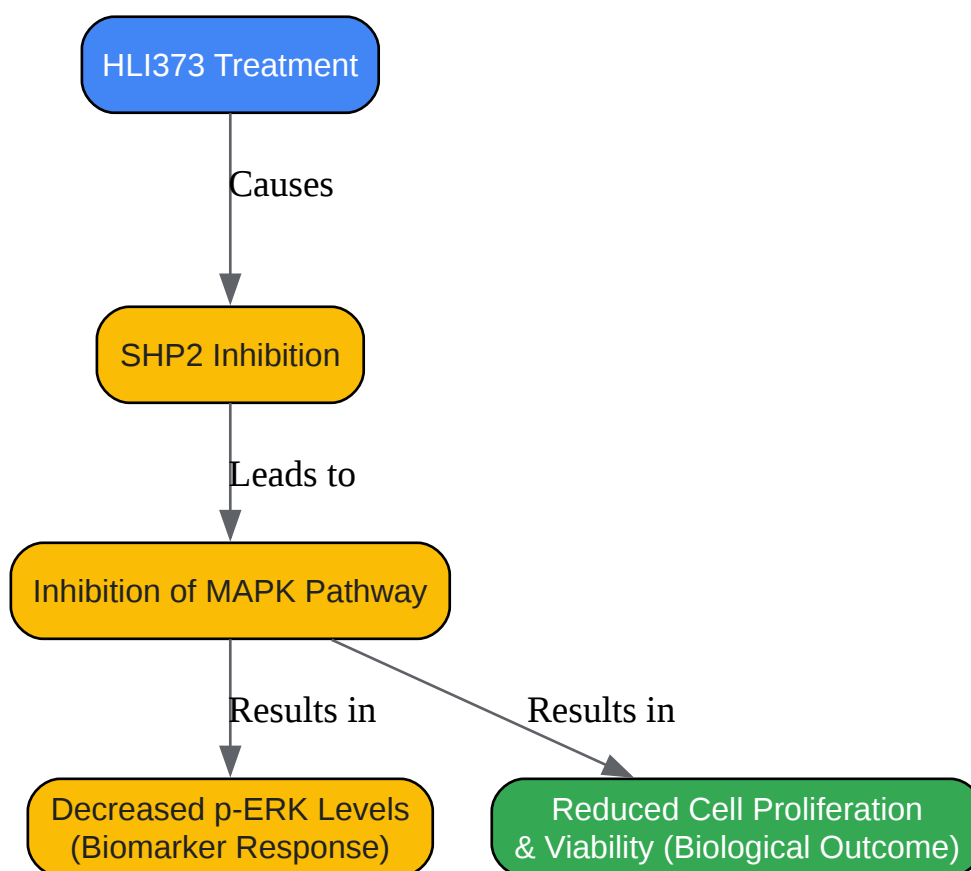 HLI373 Treatment
Causes
SHP2 Inhibition
Leads to
Inhibition of MAPK Pathway
Results in
Results in
Decreased p-ERK Levels
(Biomarker Response)
Reduced Cell Proliferation
& Viability (Biological Outcome)